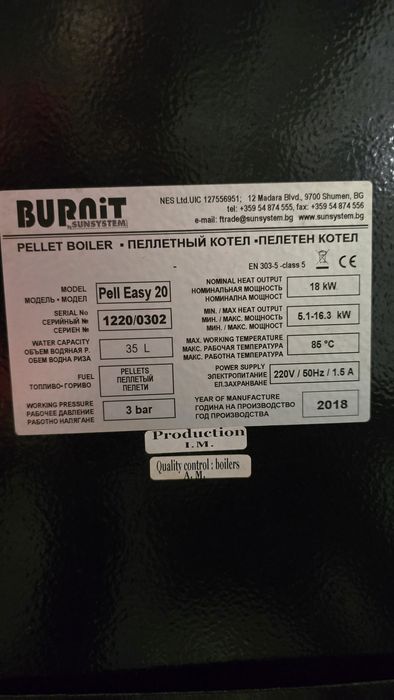 BURNiT
by SUNSYSTEM
NES Ltd.UIC 127556951; 12 Madara Blvd., 9700 Shumen, BG
tel: +359 54 874 555, fax: +359 54 874 556
e-mail: ftrade@sunsystem.bg www.sunsystem.bg
PELLET BOILER • ПЕЛЛЕТНЫЙ КОТЕЛ • ПЕЛЕТЕН КОТЕЛ
- EN 303-5 -class 5 CE
MODEL
МОДЕЛЬ • МОДЕЛ
Pell Easy 20
SERIAL No
СЕРИЙНЫЙ №
СЕРИЕН №
1220/0302
WATER CAPACITY
ОБЪЕМ ВОДЯНАЯ Р.
ОБЕМ ВОДНА РИЗА
35 L
FUEL
ТОПЛИВО-ГОРИВО
PELLETS
ПЕЛЛЕТЫЙ
ПЕЛЕТИ
WORKING PRESSURE
РАБОЧЕЕ ДАВЛЕНИЕ
РАБОТНО НАЛЯГАНЕ
3 bar
NOMINAL HEAT OUTPUT
НОМИНАЛЬНАЯ МОЩНОСТЬ
НОМИНАЛНА МОЩНОСТ
18 kW
MIN. / MAX HEAT OUTPUT
МИН. / МАКС. МОЩНОСТЬ
МИН. / МАКС. МОЩНОСТ
5.1-16.3 kW
MAX. WORKING TEMPERATURE
МАКС. РАБОЧАЯ ТЕМПЕРАТУРА
МАКС. РАБОТНА ТЕМПЕРАТУРА
85 °C
POWER SUPPLY
ЭЛЕКТРОПИТАНИЕ
ЕЛ.ЗАХРАНВАНЕ
220V / 50Hz / 1.5 A
YEAR OF MANUFACTURE
ГОДИНА НА ПРОИЗВОДСТВО
ГОД ПРОИЗВОДСТВА
2018
Production
I.M.
Quality control : boilers
A. M.